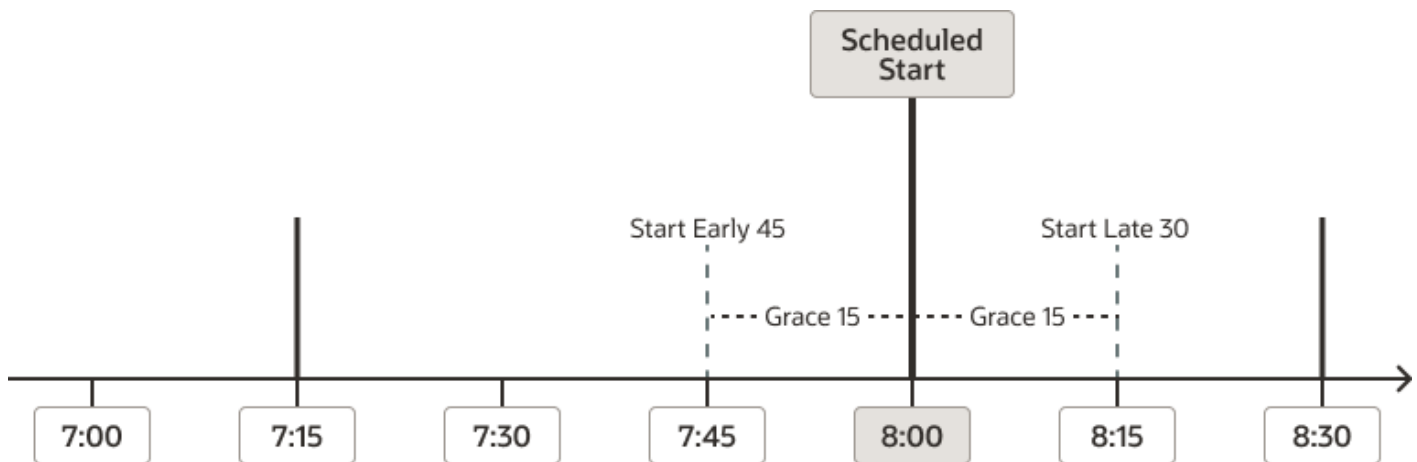 Scheduled
Start
Start Early 45
Start Late 30
Grace 15
Grace 15
7:00
7:15
7:30
7:45
8:00
8:15
8:30